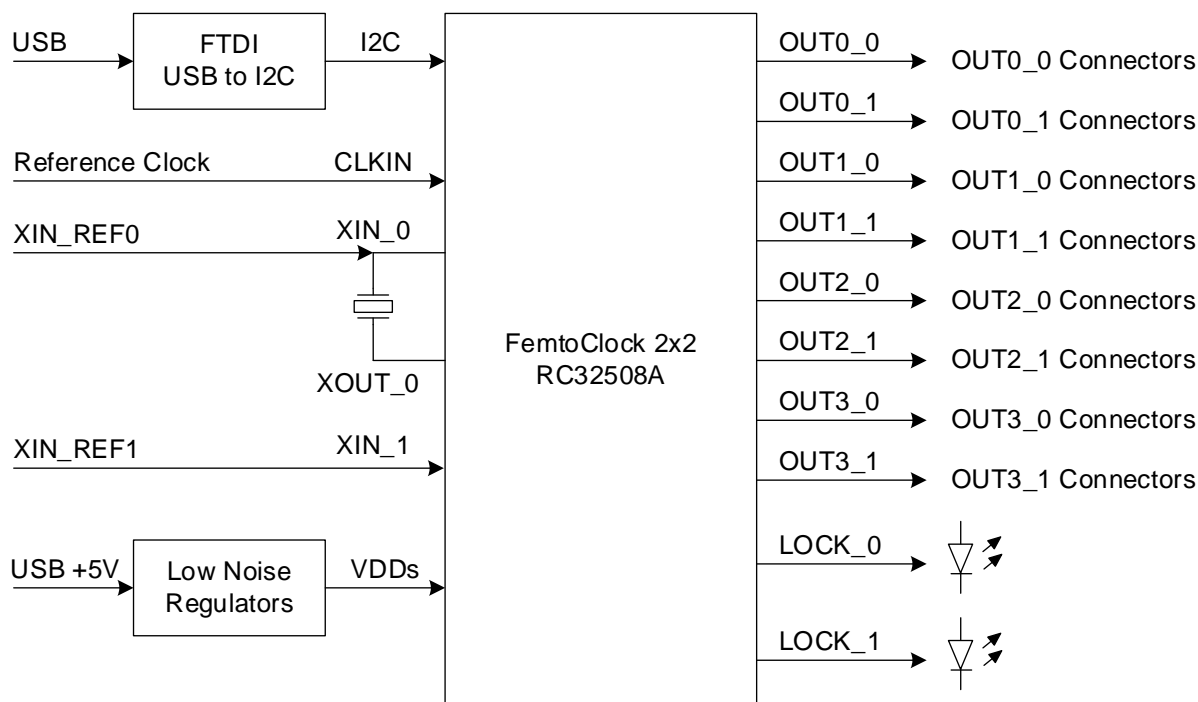 USB
FTDI
USB to I2C
I2C
Reference Clock
CLKIN
XIN_REF0
XIN_0
XOUT_0
XIN_REF1
XIN_1
USB +5V
Low Noise
Regulators
VDDs
FemtoClock 2x2
RC32508A
OUT0_0
OUT0_0 Connectors
OUT0_1
OUT0_1 Connectors
OUT1_0
OUT1_0 Connectors
OUT1_1
OUT1_1 Connectors
OUT2_0
OUT2_0 Connectors
OUT2_1
OUT2_1 Connectors
OUT3_0
OUT3_0 Connectors
OUT3_1
OUT3_1 Connectors
LOCK_0
LOCK_1